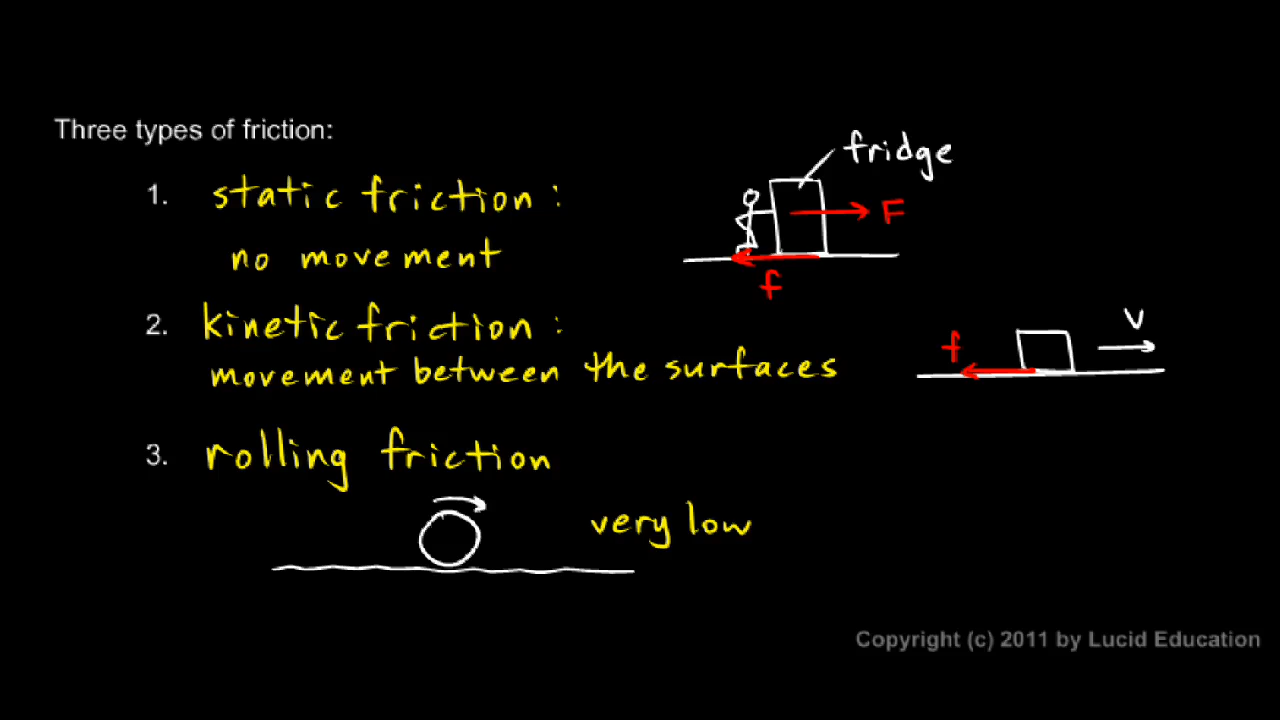 Three types of friction:
fridge
1. static friction :
F
no movement
f
2. kinetic friction :
v
f
movement between the surfaces
3. rolling friction
very low
Copyright (c) 2011 by Lucid Education